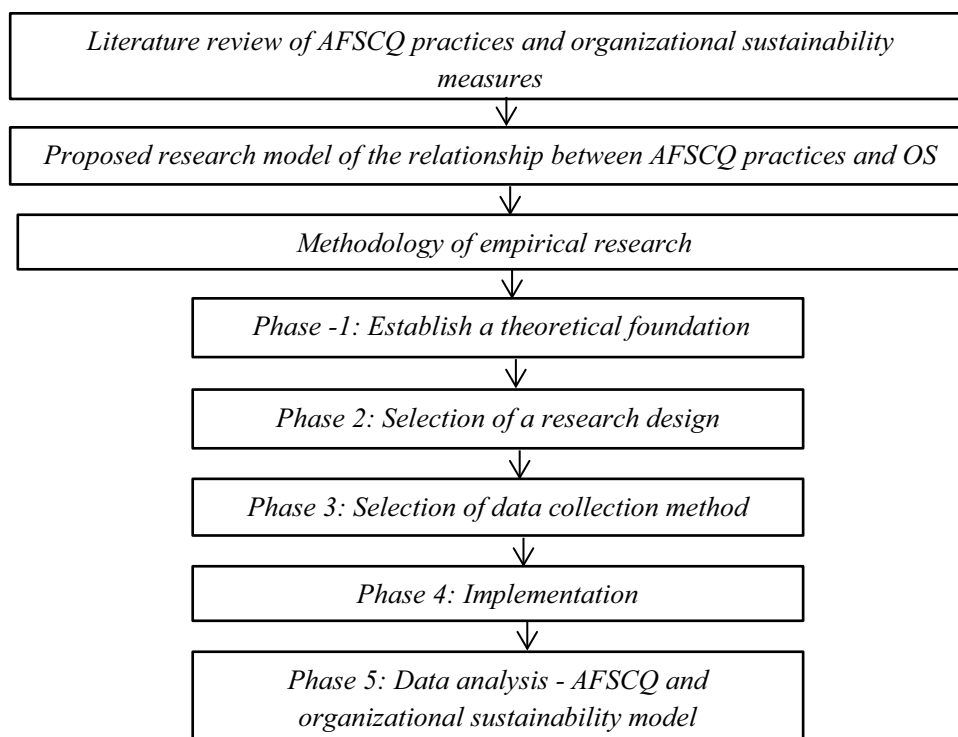 Literature review of AFSCQ practices and organizational sustainability
measures
Proposed research model of the relationship between AFSCQ practices and OS
Methodology of empirical research
Phase -1: Establish a theoretical foundation
Phase 2: Selection of a research design
Phase 3: Selection of data collection method
Phase 4: Implementation
Phase 5: Data analysis - AFSCQ and
organizational sustainability model